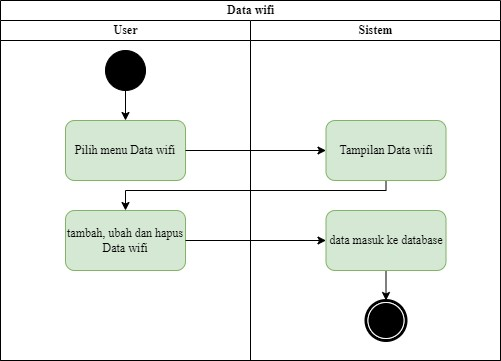 Data wifi
User
Sistem
Pilih menu Data wifi
Tampilan Data wifi
tambah, ubah dan hapus
Data wifi
data masuk ke database